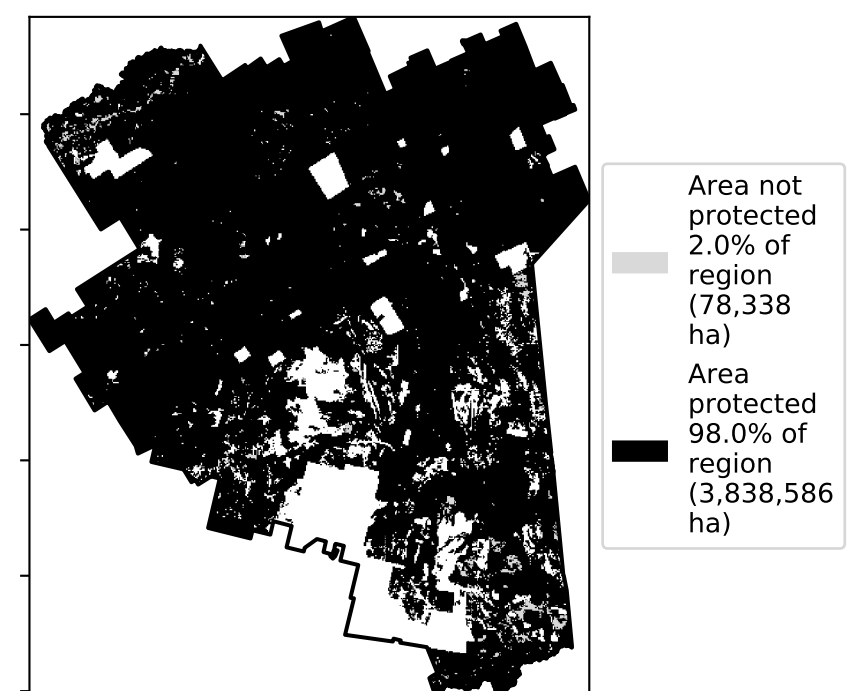 Area not
protected
2.0% of
region
(78,338
ha)
Area
protected
98.0% of
region
(3,838,586
ha)